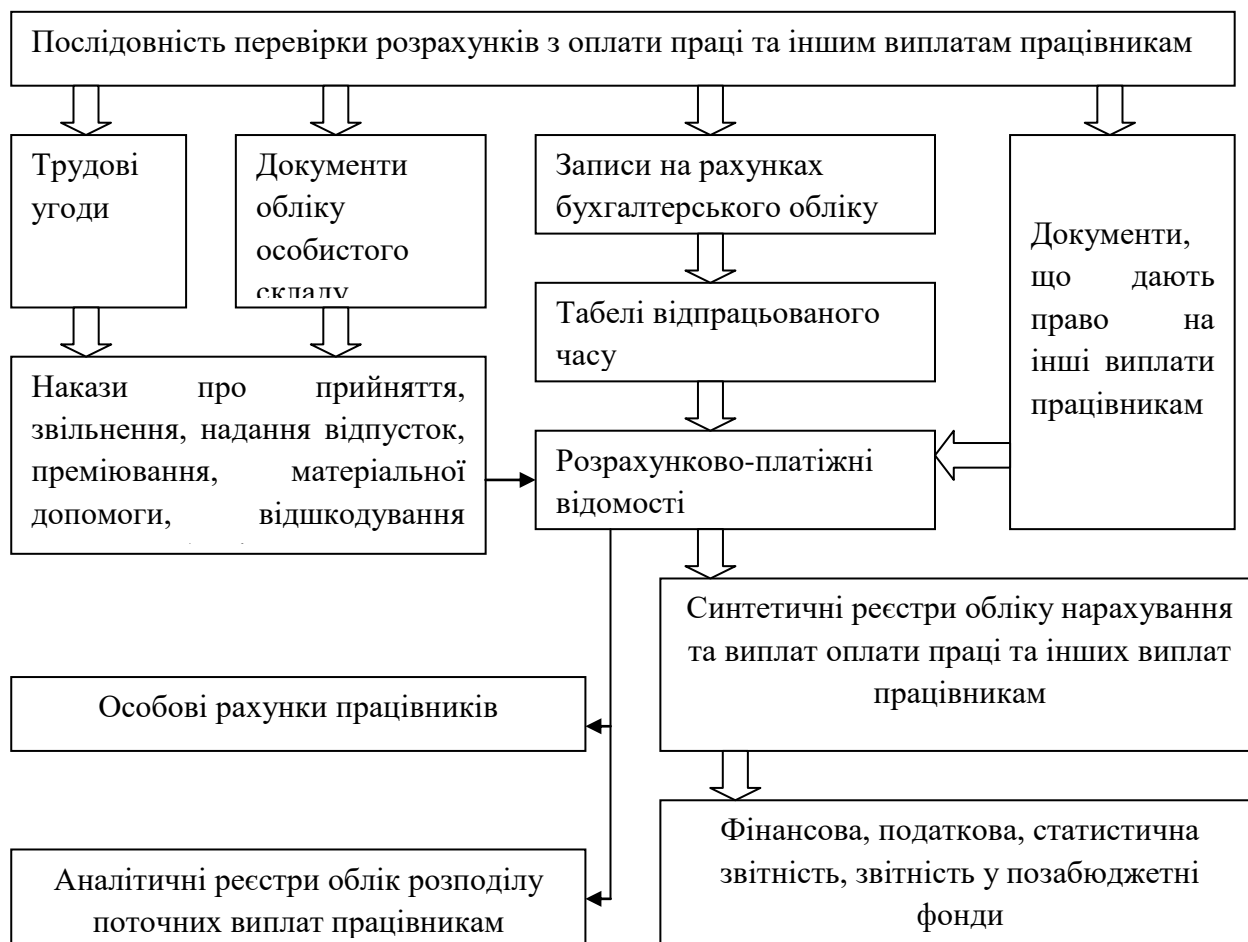 Послідовність перевірки розрахунків з оплати праці та іншим виплатам працівникам
Трудові
угоди
Документи
обліку
особистого
складу
Записи на рахунках
бухгалтерського обліку
Документи,
що дають
право на
інші виплати
працівникам
Табелі відпрацьованого
часу
Накази про прийняття,
звільнення, надання відпусток,
преміювання, матеріальної
допомоги, відшкодування
Розрахунково-платіжні
відомості
Синтетичні реєстри обліку нарахування
та виплат оплати праці та інших виплат
працівникам
Особові рахунки працівників
Фінансова, податкова, статистична
звітність, звітність у позабюджетні
фонди
Аналітичні реєстри облік розподілу
поточних виплат працівникам